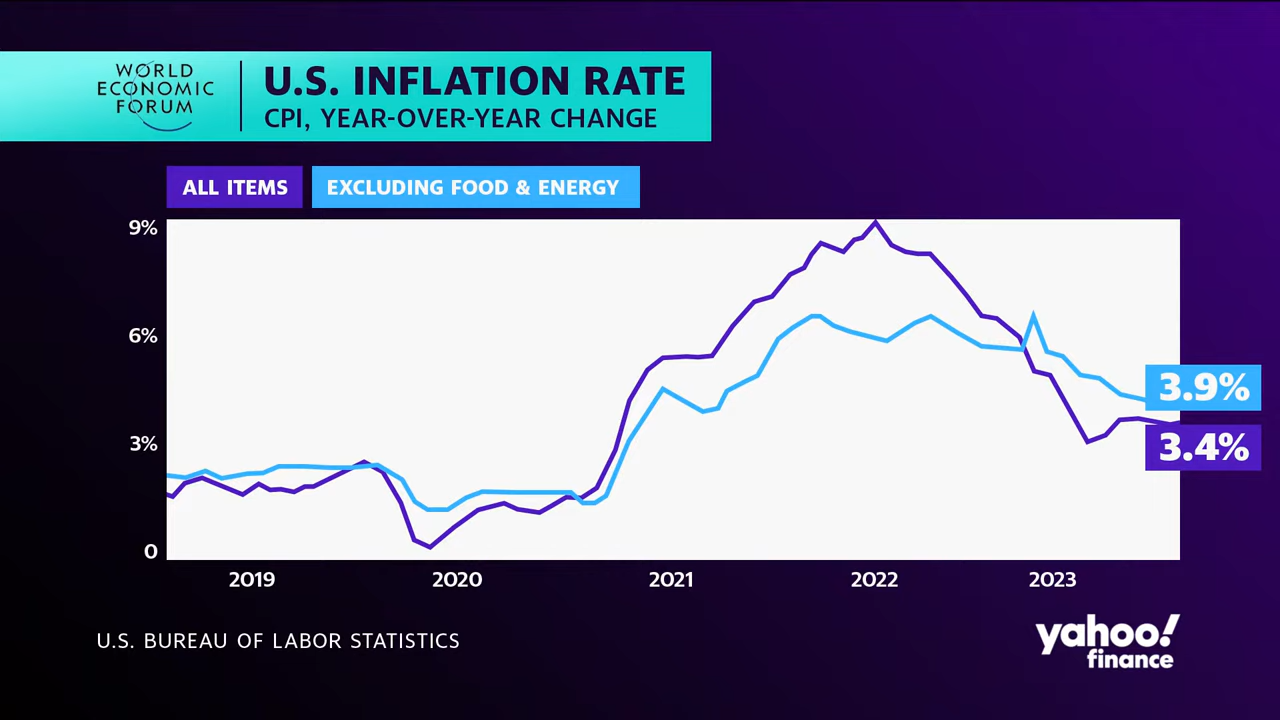 WORLD
ECONOMIC
FORUM
U.S. INFLATION RATE
CPI, YEAR-OVER-YEAR CHANGE
ALL ITEMS
EXCLUDING FOOD & ENERGY
9%
6%
3%
0
3.9%
3.4%
2019 2020 2021 2022 2023
U.S. BUREAU OF LABOR STATISTICS
yahoo!
finance